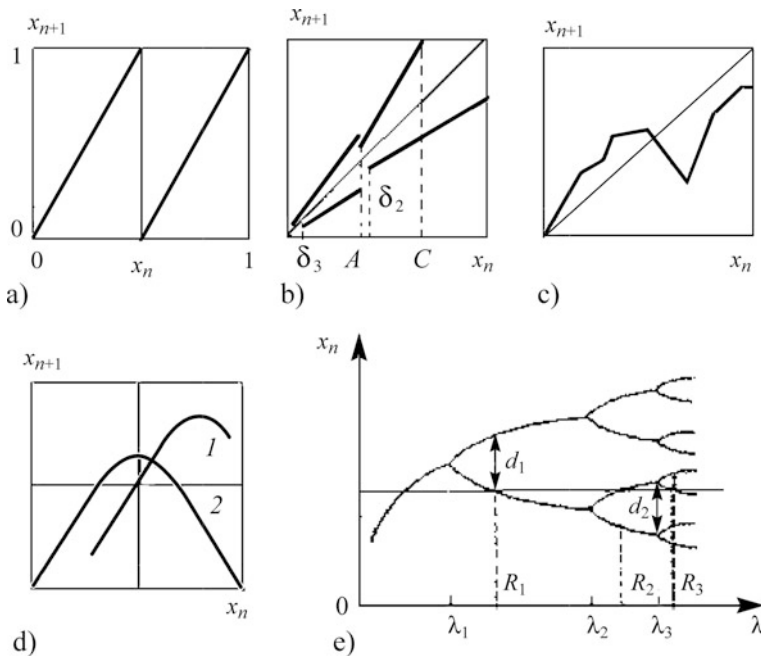 x_{n+1}
1
0
0
x_n
1
a)
x_{n+1}
δ_2
δ_3
A
C
x_n
b)
x_{n+1}
x_n
c)
x_{n+1}
1
2
x_n
d)
x_n
d_1
d_2
R_1
R_2
R_3
0
λ_1
λ_2
λ_3
λ
e)